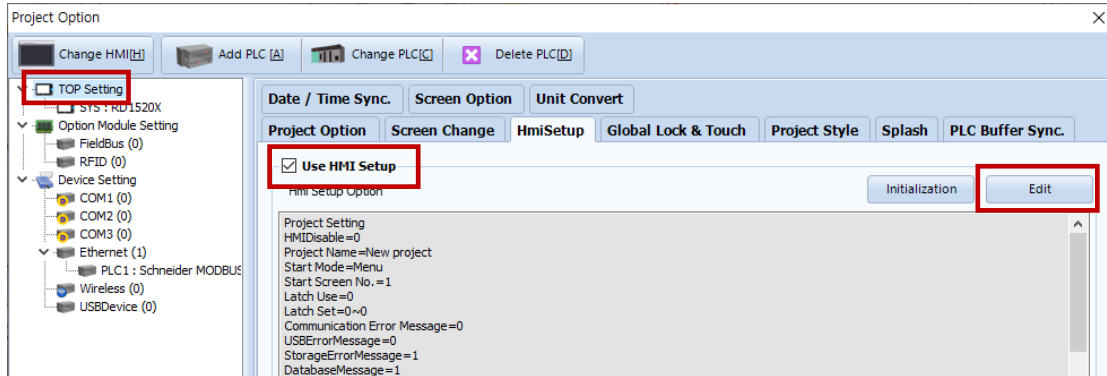 Project Option
Change HMI[H] Add PLC [A] Change PLC[C] Delete PLC[D]
TOP Setting
SYS : RD1520X
Option Module Setting
FieldBus (0)
RFID (0)
Device Setting
COM1 (0)
COM2 (0)
COM3 (0)
Ethernet (1)
PLC1 : Schneider MODBUS
Wireless (0)
USBDevice (0)
Date / Time Sync. Screen Option Unit Convert
Project Option Screen Change HmiSetup Global Lock & Touch Project Style Splash PLC Buffer Sync.
Use HMI Setup
Hmi Setup Option
Initialization Edit
Project Setting
HMIDisable=0
Project Name=New project
Start Mode=Menu
Start Screen No.=1
Latch Use=0
Latch Set=0~0
Communication Error Message=0
USBErrorMessage=0
StorageErrorMessage=1
DatabaseMessage=1